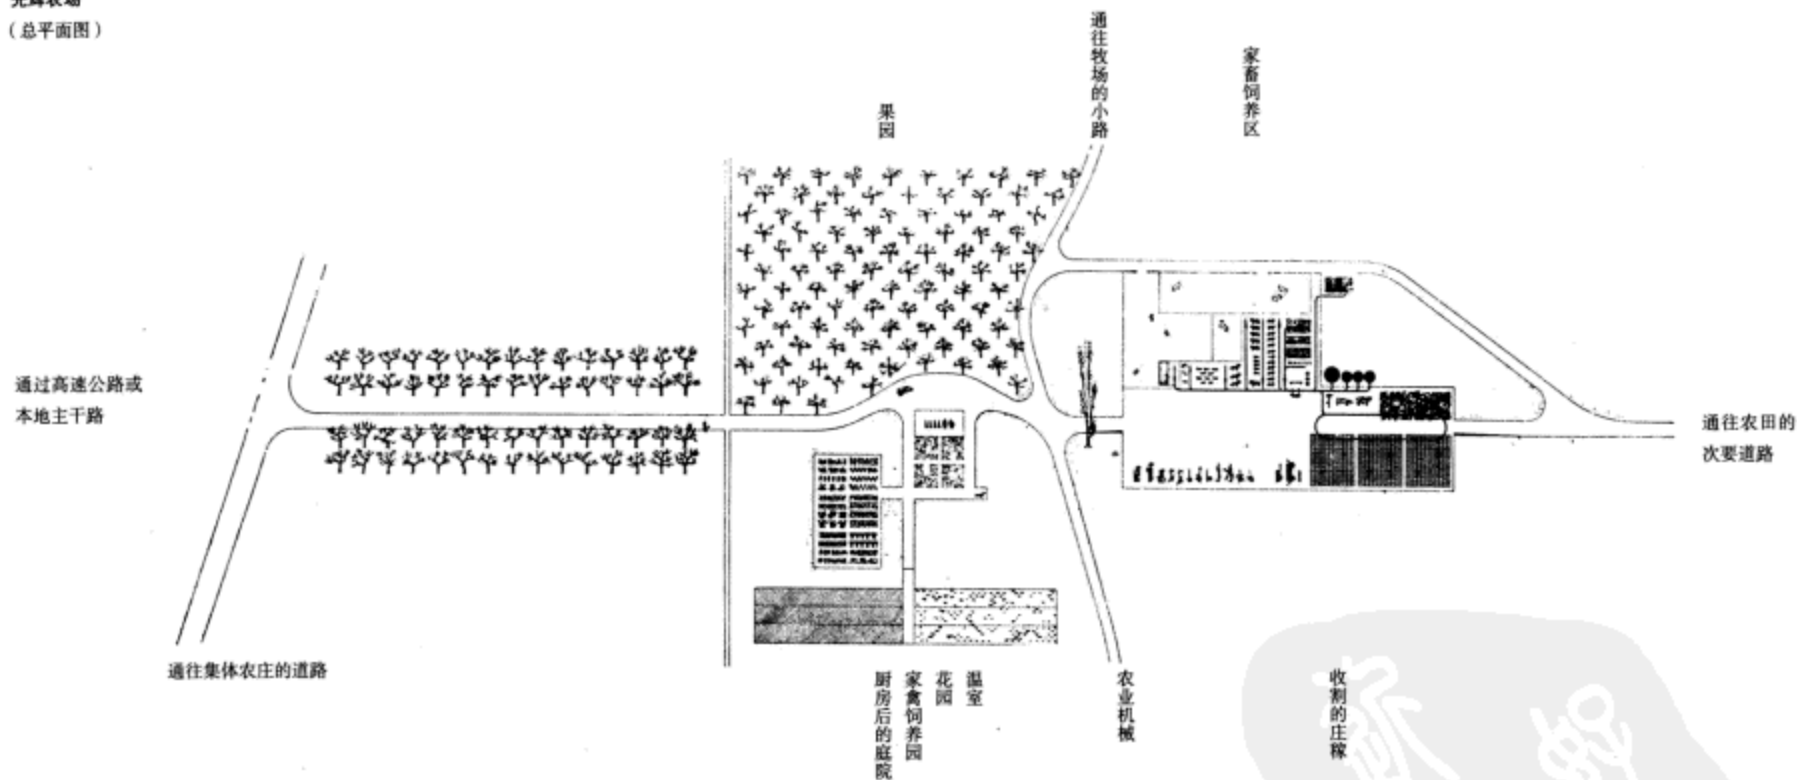 (总平面图)
通往牧场的小路
家畜饲养区
果园
通过高速公路或
本地主干路
通往农田的
次要道路
通往集体农庄的道路
厨房后的庭院
家禽饲养园
花园
温室
农业机械
收割的庄稼